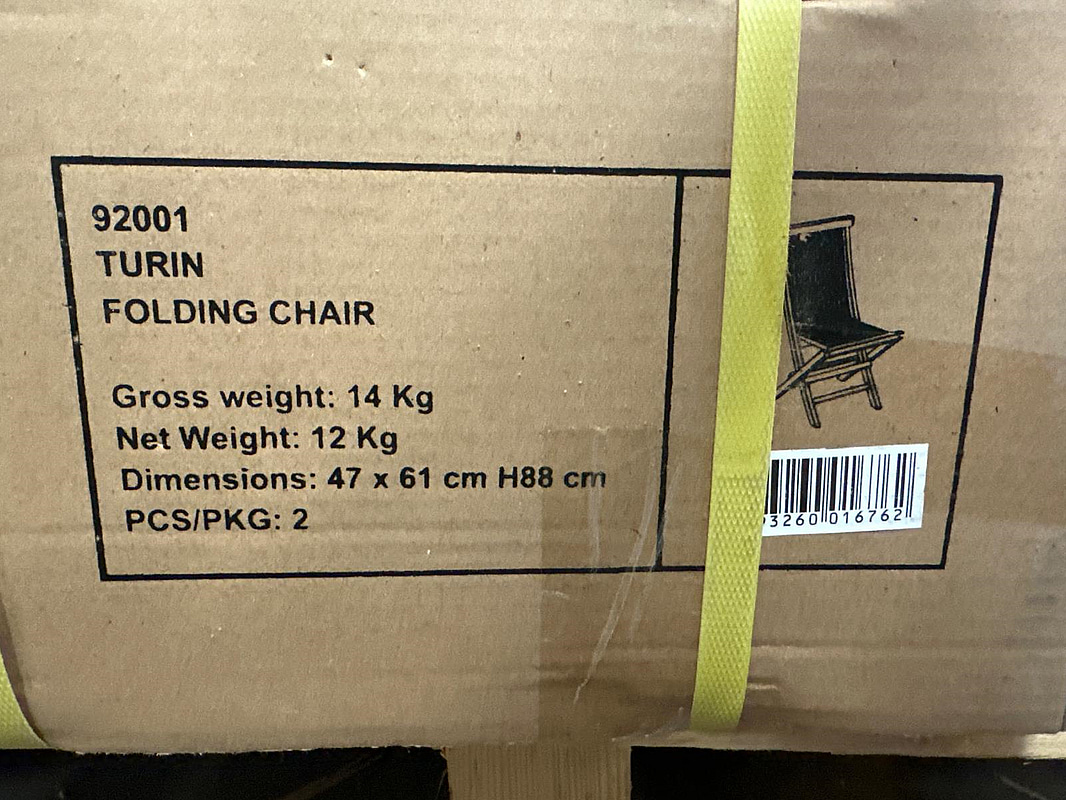 92001
TURIN
FOLDING CHAIR
Gross weight: 14 Kg
Net Weight: 12 Kg
Dimensions: 47 x 61 cm H88 cm
PCS/PKG: 2
3260 016762